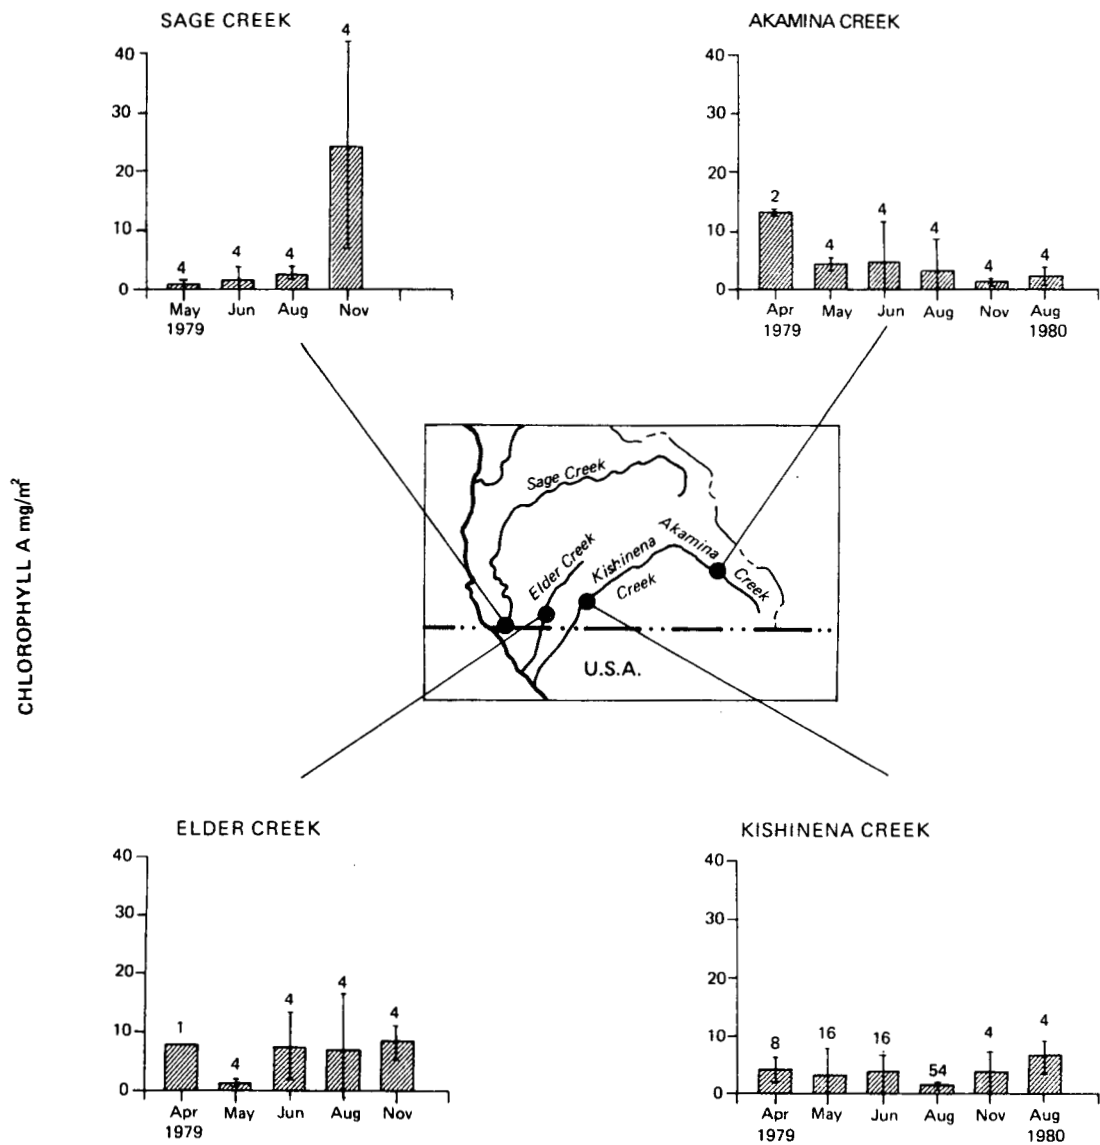 SAGE CREEK
4
40
30
20
10
0
4
4
4
May
Jun
Aug
Nov
1979
AKAMINA CREEK
40
30
20
10
0
2
4
4
4
4
4
Apr
May
Jun
Aug
Nov
Aug
1979
1980
CHLOROPHYLL A mg/m²
Sage Creek
Elder Creek
Kishinena
Creek
Akamina
Creek
U.S.A.
ELDER CREEK
40
30
20
10
0
1
4
4
4
4
Apr
May
Jun
Aug
Nov
1979
KISHINENA CREEK
40
30
20
10
0
8
16
16
54
4
4
Apr
May
Jun
Aug
Nov
Aug
1979
1980